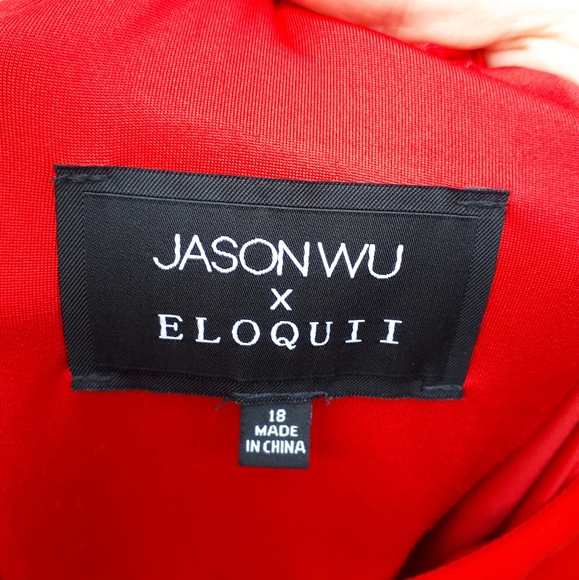 JASON WU
X
ELOQUII
18
MADE
IN CHINA